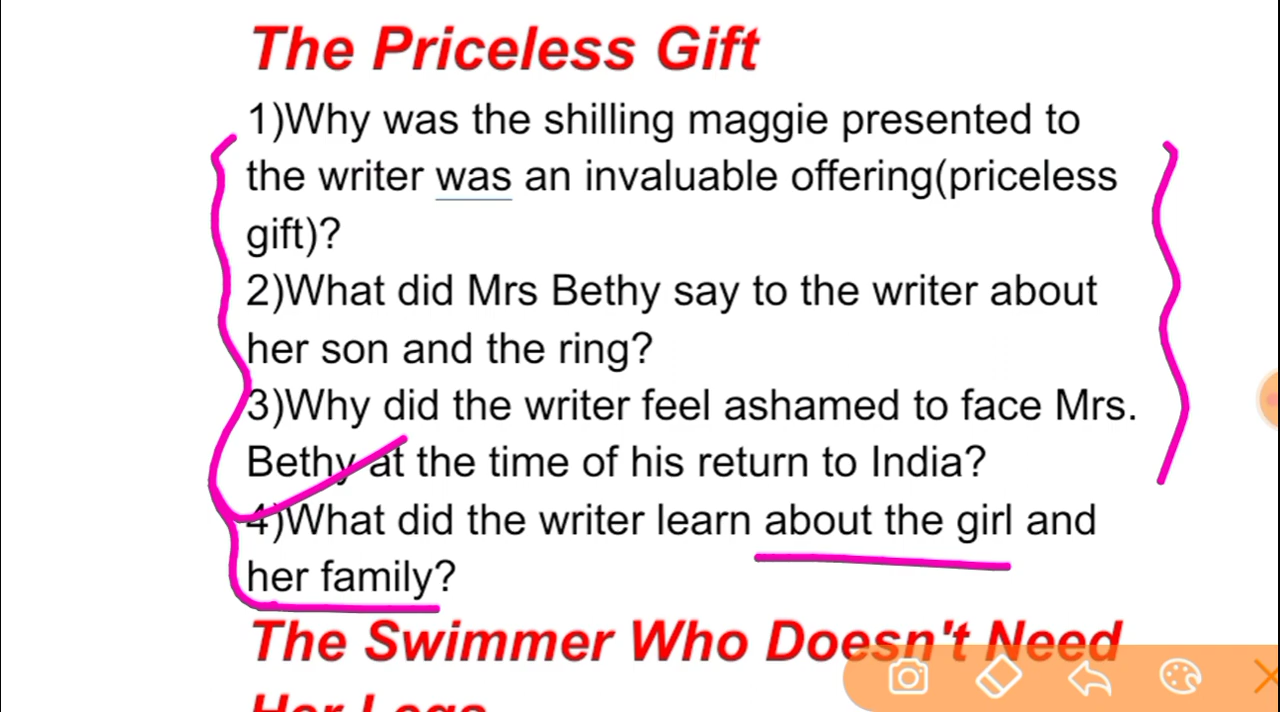 The Priceless Gift
1)Why was the shilling maggie presented to
the writer was an invaluable offering(priceless
gift)?
2)What did Mrs Bethy say to the writer about
her son and the ring?
3)Why did the writer feel ashamed to face Mrs.
Bethy at the time of his return to India?
4)What did the writer learn about the girl and
her family?
The Swimmer Who Doesn't Need
Her Legs